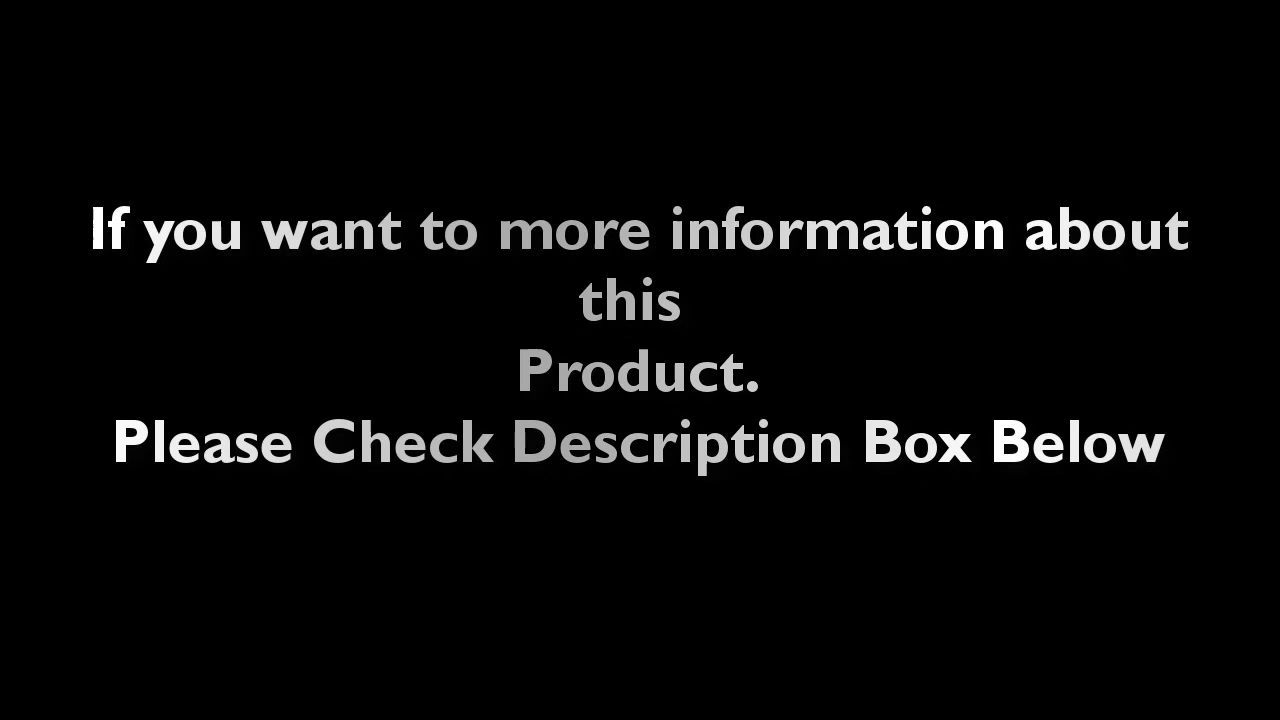 If you want to more information about
this
Product.
Please Check Description Box Below